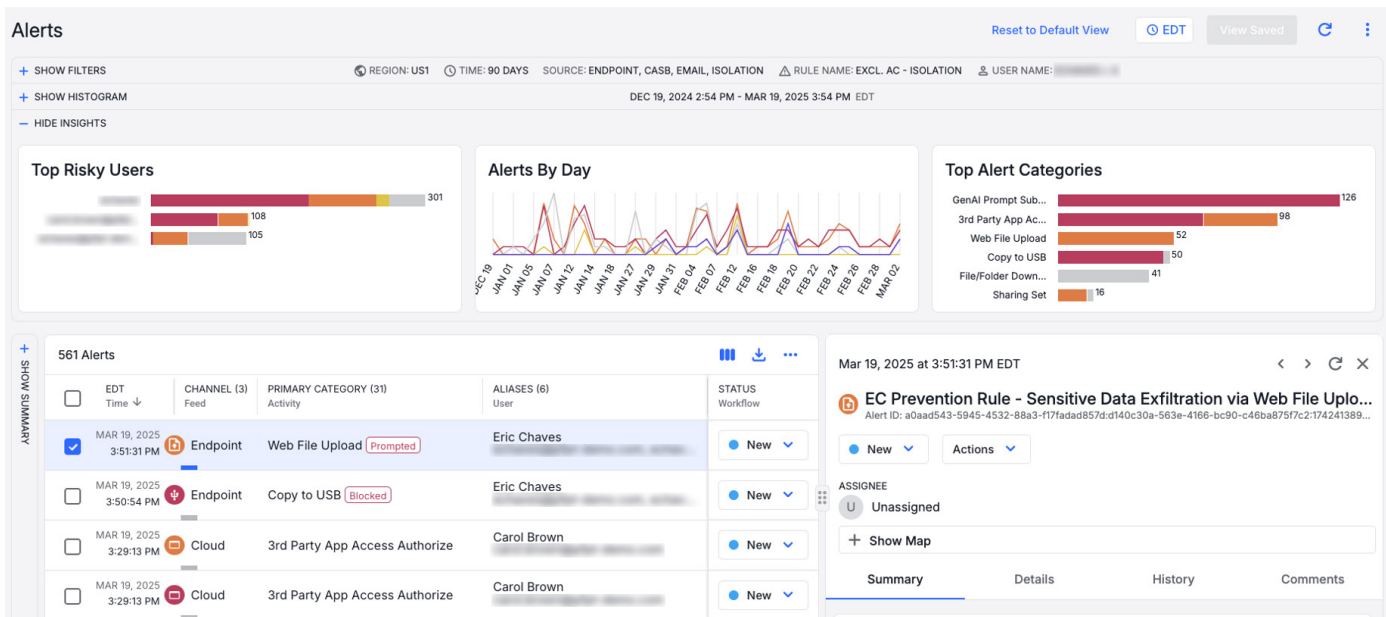 Alerts
Reset to Default View
EDT
View Saved
+ SHOW FILTERS
REGION: US1
TIME: 90 DAYS
SOURCE: ENDPOINT, CASB, EMAIL, ISOLATION
RULE NAME: EXCL. AC - ISOLATION
USER NAME:
+ SHOW HISTOGRAM
DEC 19, 2024 2:54 PM - MAR 19, 2025 3:54 PM EDT
— HIDE INSIGHTS
Top Risky Users
301
108
105
Alerts By Day
DEC 19
JAN 01
JAN 05
JAN 07
JAN 12
JAN 14
JAN 18
JAN 27
JAN 29
JAN 31
FEB 04
FEB 07
FEB 12
FEB 16
FEB 18
FEB 20
FEB 22
FEB 24
FEB 26
FEB 28
MAR 02
Top Alert Categories
GenAI Prompt Sub... 126
3rd Party App Ac... 98
Web File Upload 52
Copy to USB 50
File/Folder Down... 41
Sharing Set 16
+ SHOW SUMMARY
561 Alerts
EDT
Time
CHANNEL (3)
Feed
PRIMARY CATEGORY (31)
Activity
ALIASES (6)
User
STATUS
Workflow
MAR 19, 2025
3:51:31 PM
Endpoint
Web File Upload Prompted
Eric Chaves
New
MAR 19, 2025
3:50:54 PM
Endpoint
Copy to USB Blocked
Eric Chaves
New
MAR 19, 2025
3:29:13 PM
Cloud
3rd Party App Access Authorize
Carol Brown
New
MAR 19, 2025
3:29:13 PM
Cloud
3rd Party App Access Authorize
Carol Brown
New
Mar 19, 2025 at 3:51:31 PM EDT
EC Prevention Rule - Sensitive Data Exfiltration via Web File Uplo...
Alert ID: a0aad543-5945-4532-88a3-f17fadad857d:d140c30a-563e-4166-bc90-c46ba875f7c2:174241389...
New
Actions
ASSIGNEE
U Unassigned
+ Show Map
Summary
Details
History
Comments